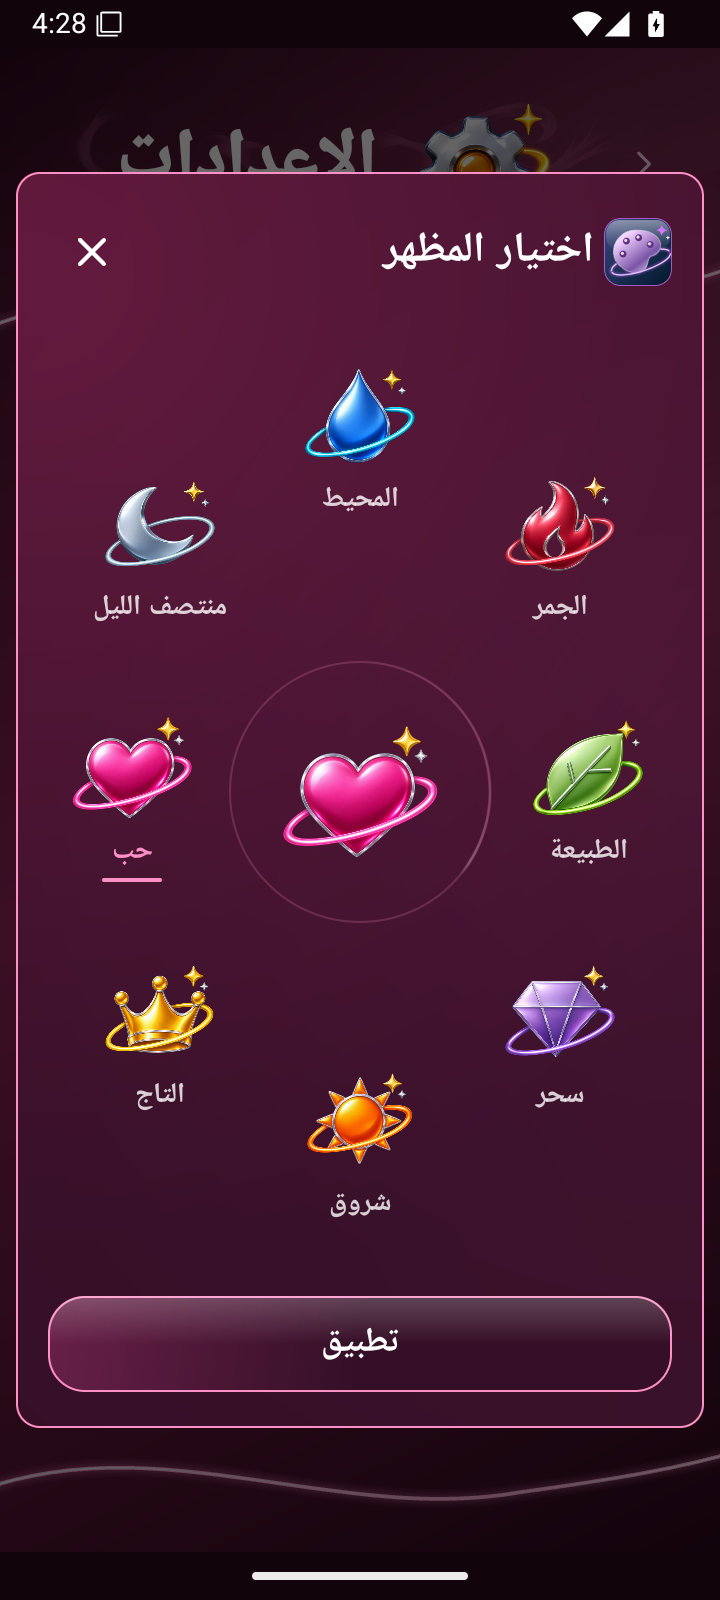 4:28
الإعدادات
اختيار المظهر
المحيط
الجمر
منتصف الليل
الطبيعة
حب
سحر
التاج
شروق
تطبيق